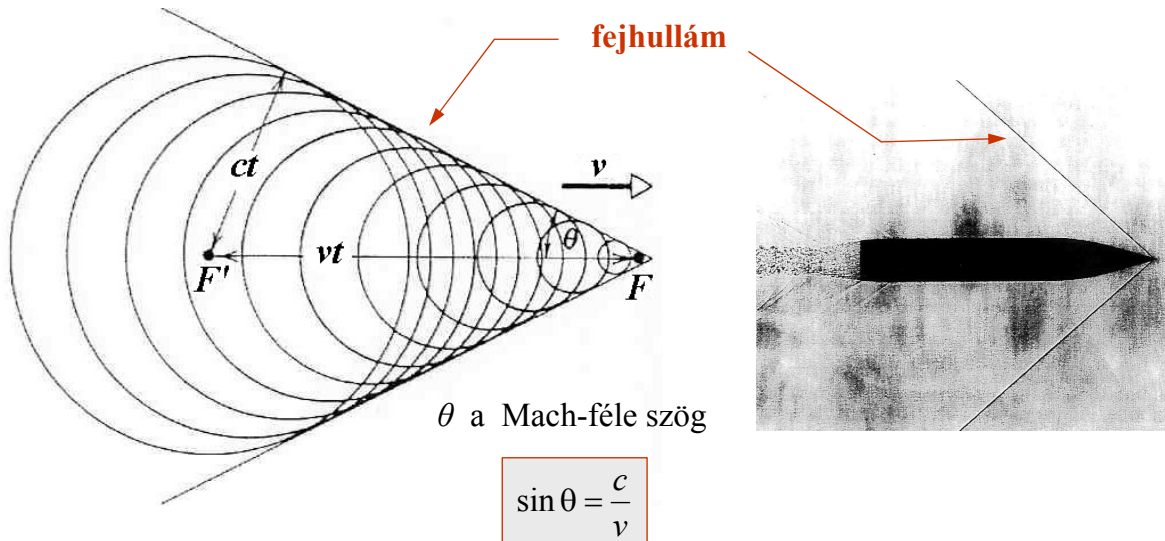 fejhullám
ct
v
vt
θ
F'
F
θ a Mach-féle szög
sin θ = c/v